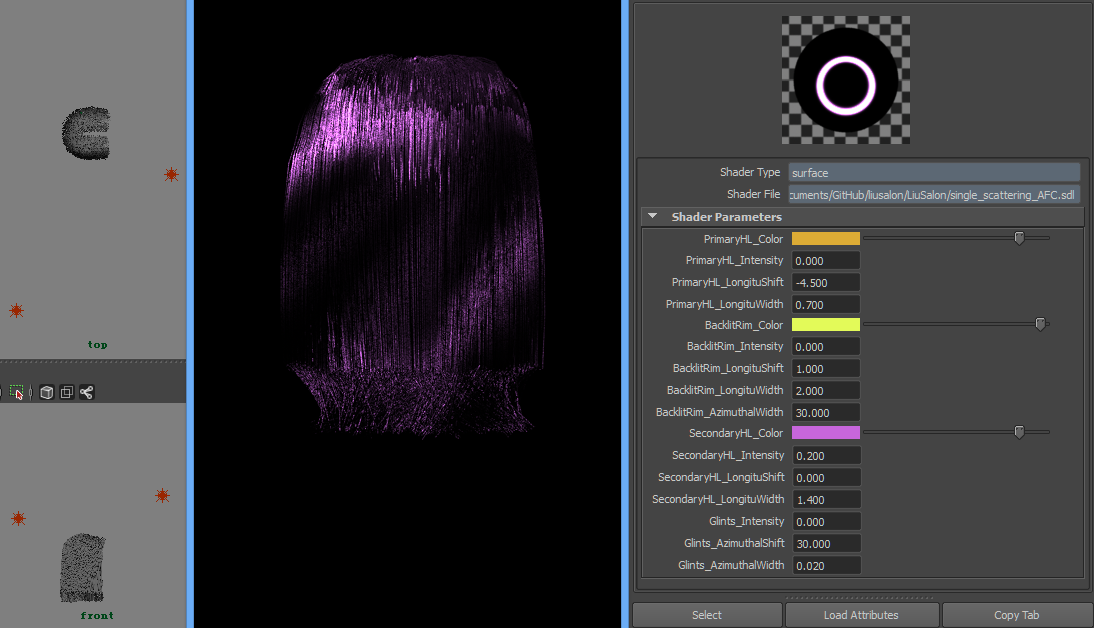 top
front
Shader Type
surface
Shader File
cuments/GitHub/liusalon/LiuSalon/single_scattering_AFC.sdl
Shader Parameters
PrimaryHL_Color
PrimaryHL_Intensity 0.000
PrimaryHL_LongituShift -4.500
PrimaryHL_LongituWidth 0.700
BacklitRim_Color
BacklitRim_Intensity 0.000
BacklitRim_LongituShift 1.000
BacklitRim_LongituWidth 2.000
BacklitRim_AzimuthalWidth 30.000
SecondaryHL_Color
SecondaryHL_Intensity 0.200
SecondaryHL_LongituShift 0.000
SecondaryHL_LongituWidth 1.400
Glints_Intensity 0.000
Glints_AzimuthalShift 30.000
Glints_AzimuthalWidth 0.020
Select
Load Attributes
Copy Tab